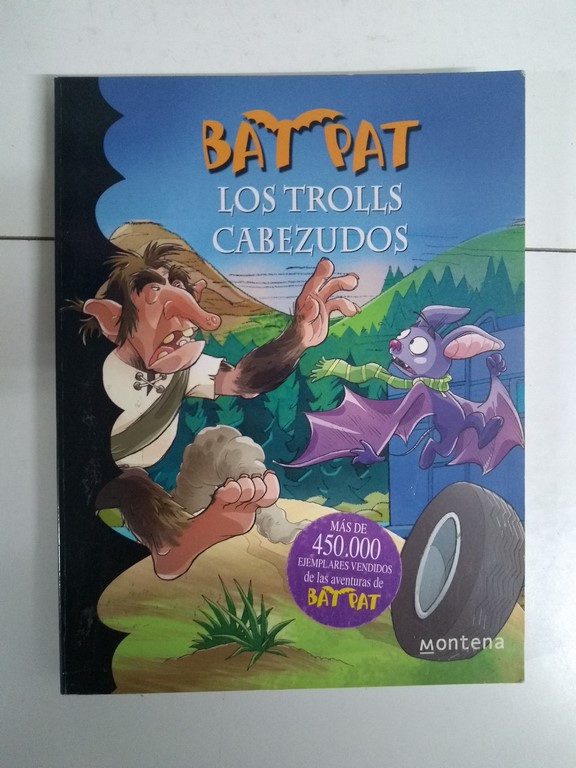 BAT PAT
LOS TROLLS
CABEZUDOS
MÁS DE
450.000
EJEMPLARES VENDIDOS
de las aventuras de
BAT PAT
Montena